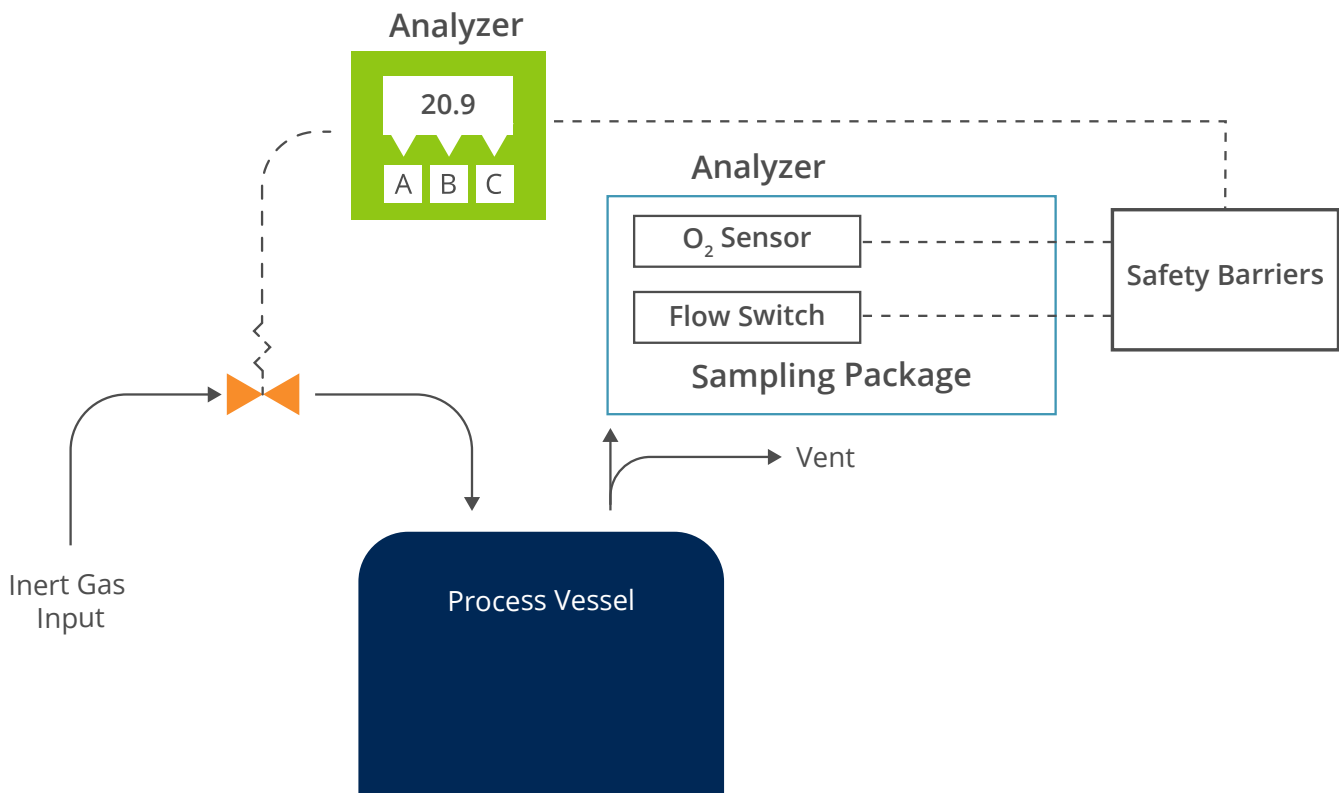 Analyzer
20.9
A B C
Analyzer
O₂ Sensor
Flow Switch
Sampling Package
Safety Barriers
Vent
Inert Gas
Input
Process Vessel